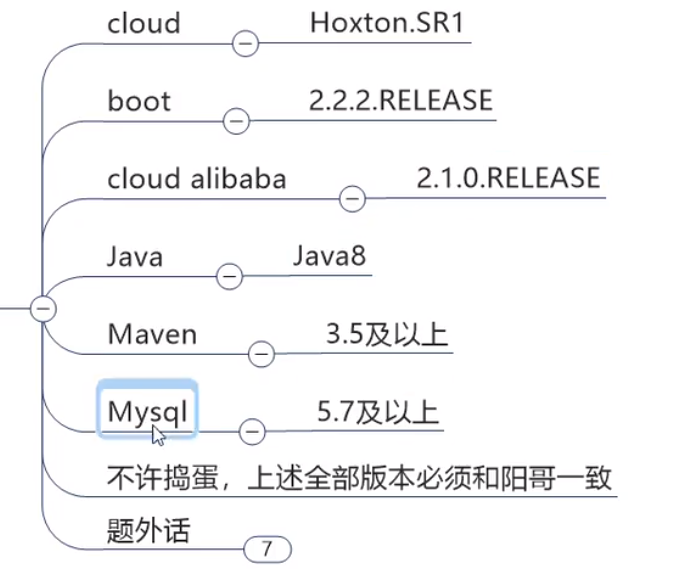 cloud Hoxton.SR1
boot 2.2.2.RELEASE
cloud alibaba 2.1.0.RELEASE
Java Java8
Maven 3.5及以上
Mysql 5.7及以上
不许捣蛋，上述全部版本必须和阳哥一致
题外话 7